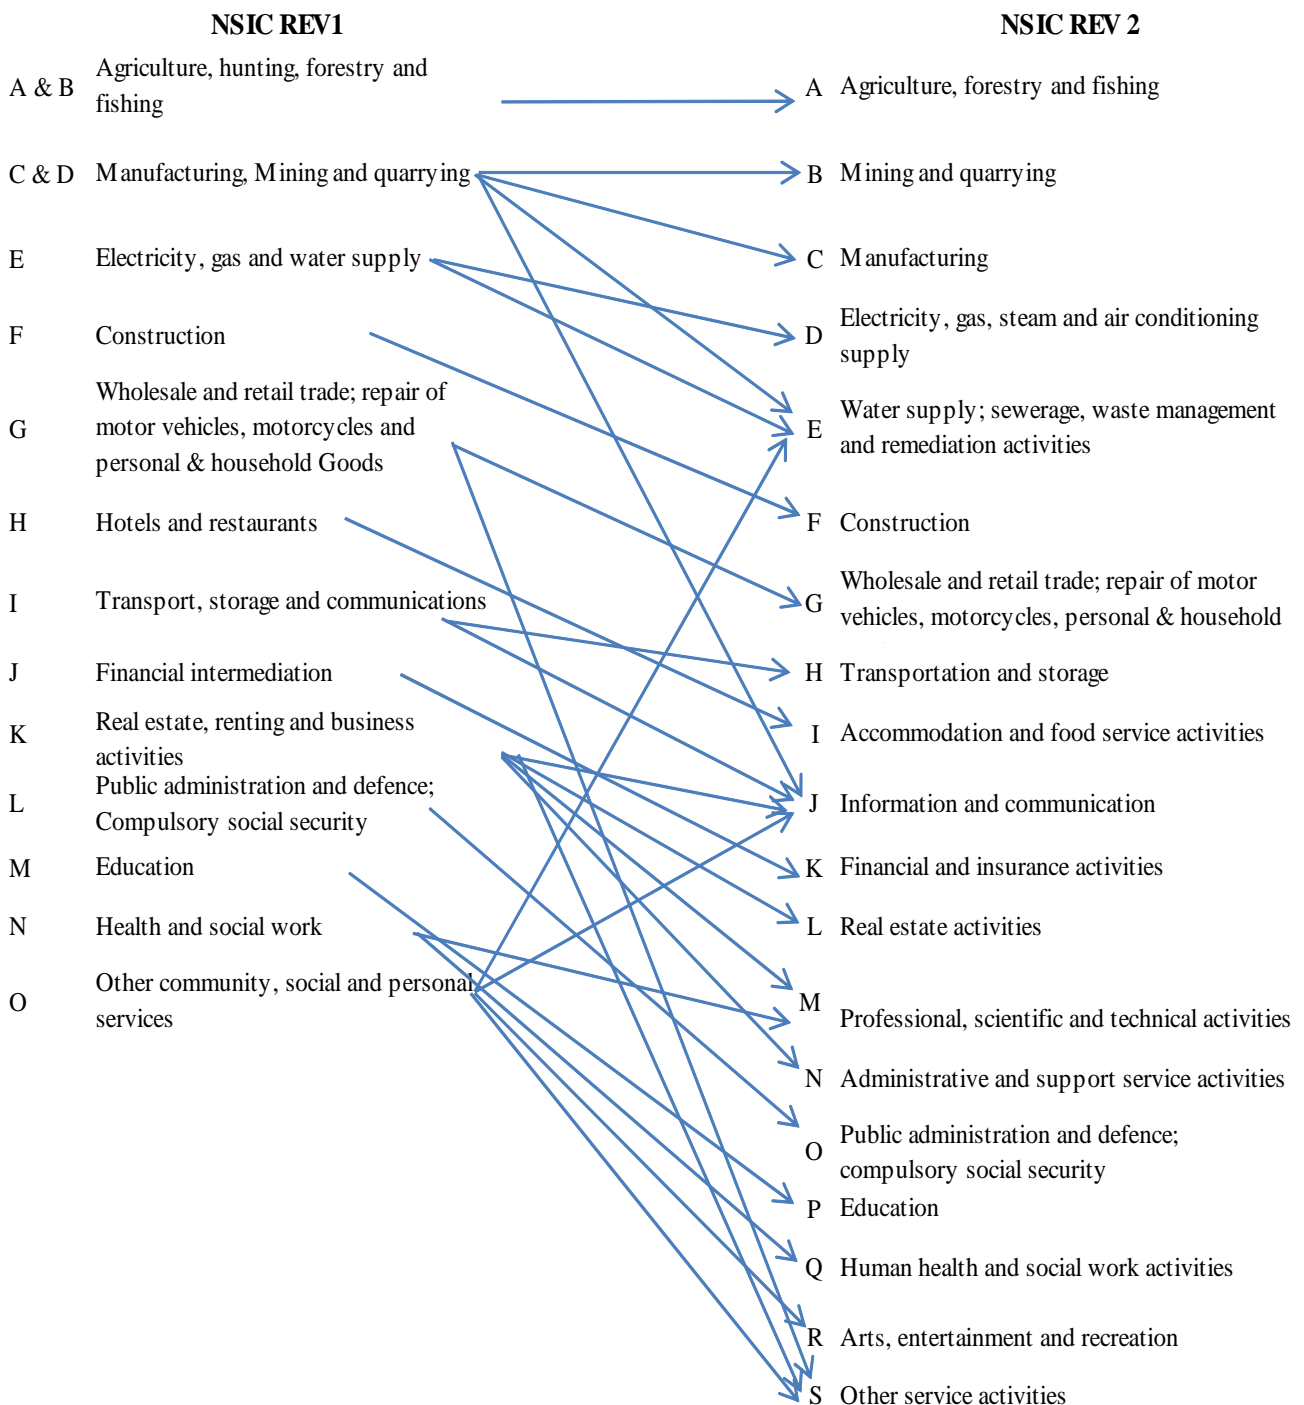 NSIC REV1
A & B
Agriculture, hunting, forestry and
fishing
C & D
Manufacturing, Mining and quarrying
E
Electricity, gas and water supply
F
Construction
G
Wholesale and retail trade; repair of
motor vehicles, motorcycles and
personal & household Goods
H
Hotels and restaurants
I
Transport, storage and communications
J
Financial intermediation
K
Real estate, renting and business
activities
L
Public administration and defence;
Compulsory social security
M
Education
N
Health and social work
O
Other community, social and personal
services
NSIC REV 2
A
Agriculture, forestry and fishing
B
Mining and quarrying
C
Manufacturing
D
Electricity, gas, steam and air conditioning
supply
E
Water supply; sewerage, waste management
and remediation activities
F
Construction
G
Wholesale and retail trade; repair of motor
vehicles, motorcycles, personal & household
H
Transportation and storage
I
Accommodation and food service activities
J
Information and communication
K
Financial and insurance activities
L
Real estate activities
M
Professional, scientific and technical activities
N
Administrative and support service activities
O
Public administration and defence;
compulsory social security
P
Education
Q
Human health and social work activities
R
Arts, entertainment and recreation
S
Other service activities